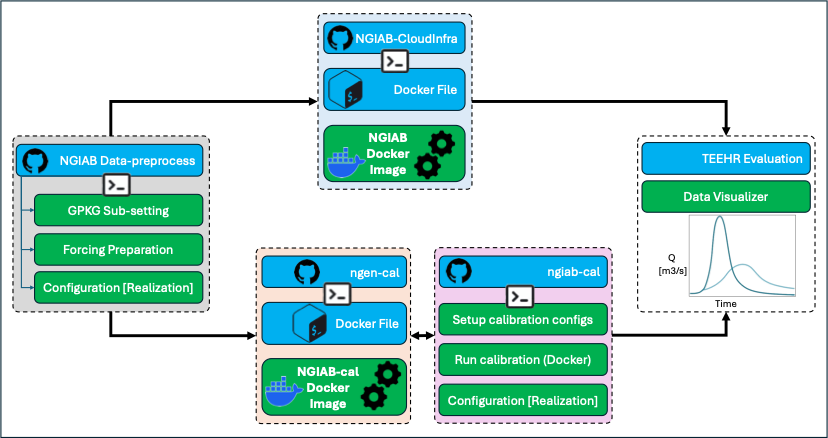 NGIAB-CloudInfra
>_
Docker File
$_
NGIAB
Docker
Image
NGIAB Data-preprocess
>_
GPKG Sub-setting
Forcing Preparation
Configuration [Realization]
TEEHR Evaluation
Data Visualizer
Q
[m3/s]
Time
ngen-cal
>_
Docker File
$_
NGIAB-cal
Docker
Image
ngiab-cal
>_
Setup calibration configs
Run calibration (Docker)
Configuration [Realization]